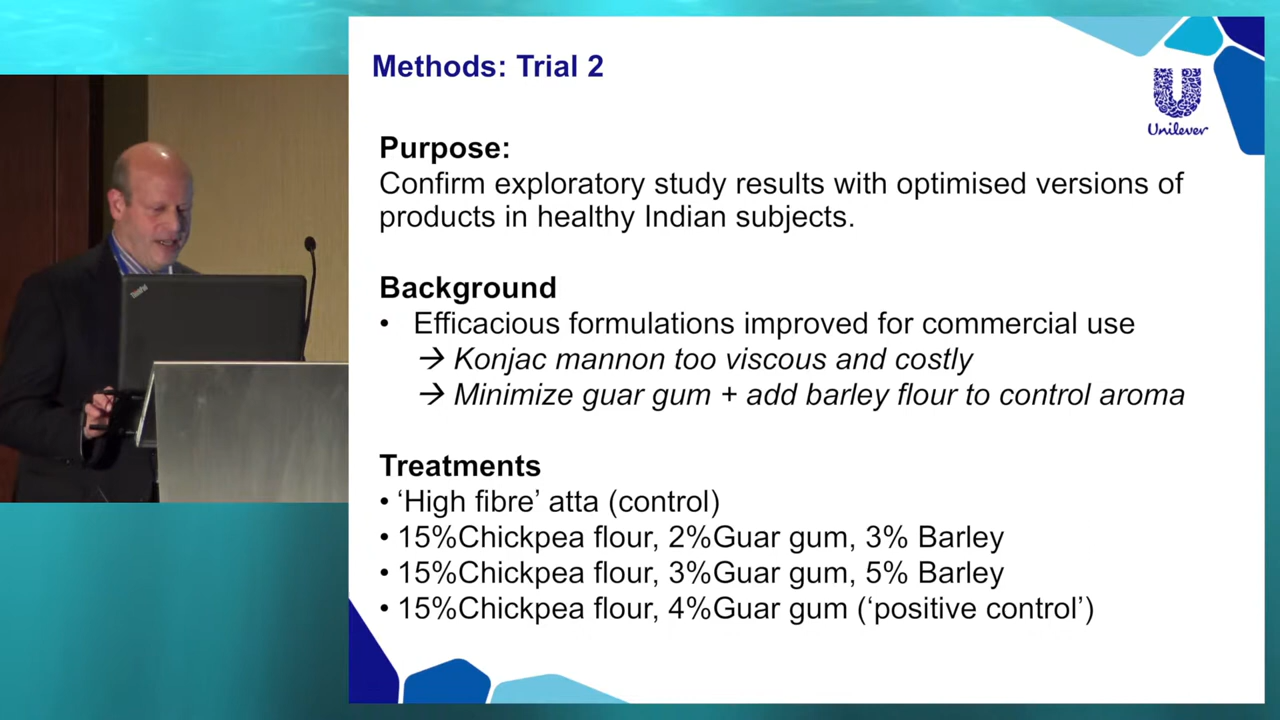 Methods: Trial 2
Unilever
Purpose:
Confirm exploratory study results with optimised versions of
products in healthy Indian subjects.
Background
• Efficacious formulations improved for commercial use
→ Konjac mannon too viscous and costly
→ Minimize guar gum + add barley flour to control aroma
Treatments
• ‘High fibre’ atta (control)
• 15%Chickpea flour, 2%Guar gum, 3% Barley
• 15%Chickpea flour, 3%Guar gum, 5% Barley
• 15%Chickpea flour, 4%Guar gum (‘positive control’)
ThinkPad